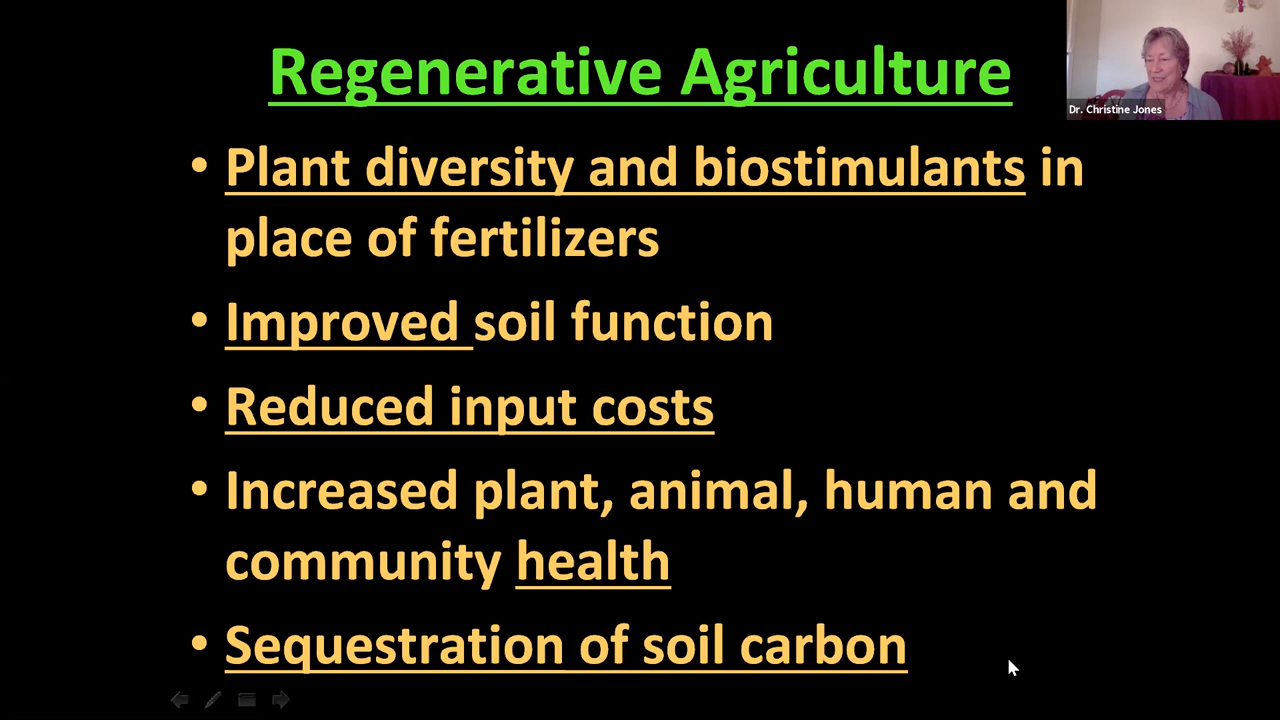 Regenerative Agriculture
Dr. Christine Jones
• Plant diversity and biostimulants in
place of fertilizers
• Improved soil function
• Reduced input costs
• Increased plant, animal, human and
community health
• Sequestration of soil carbon